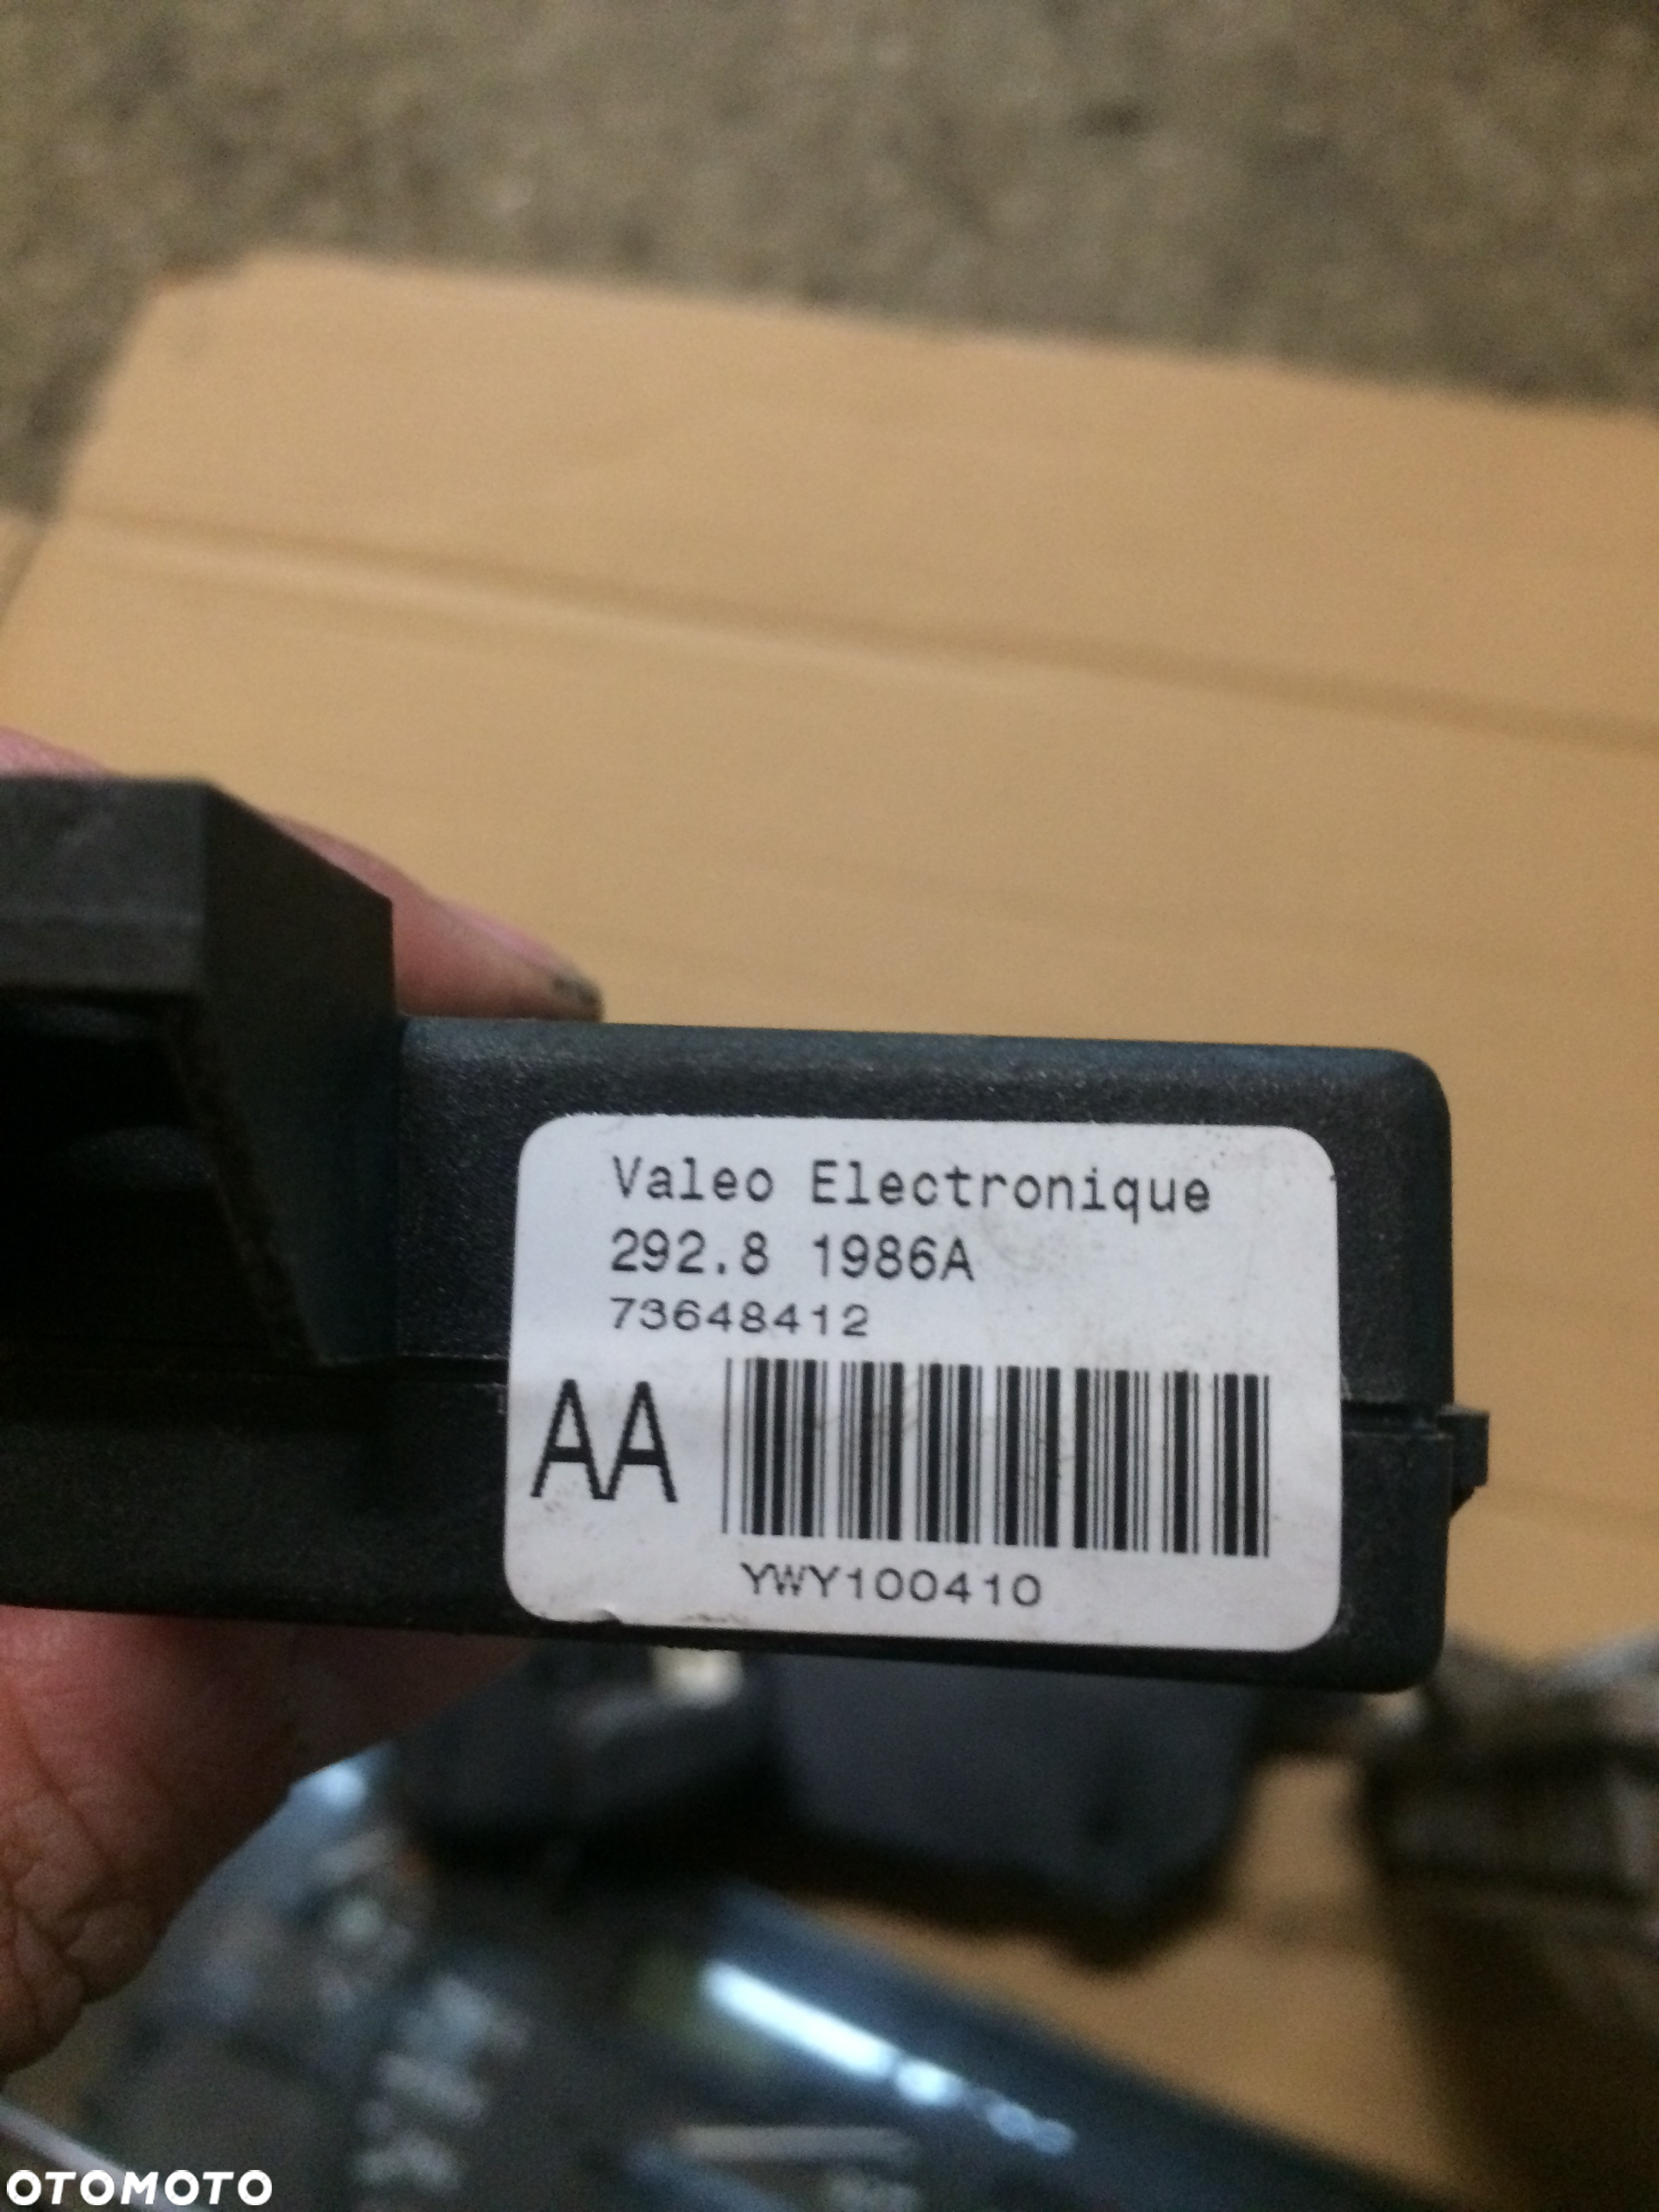 Valeo Electronique
292.8 1986A
73648412
AA
YWY100410
OTOMOTO